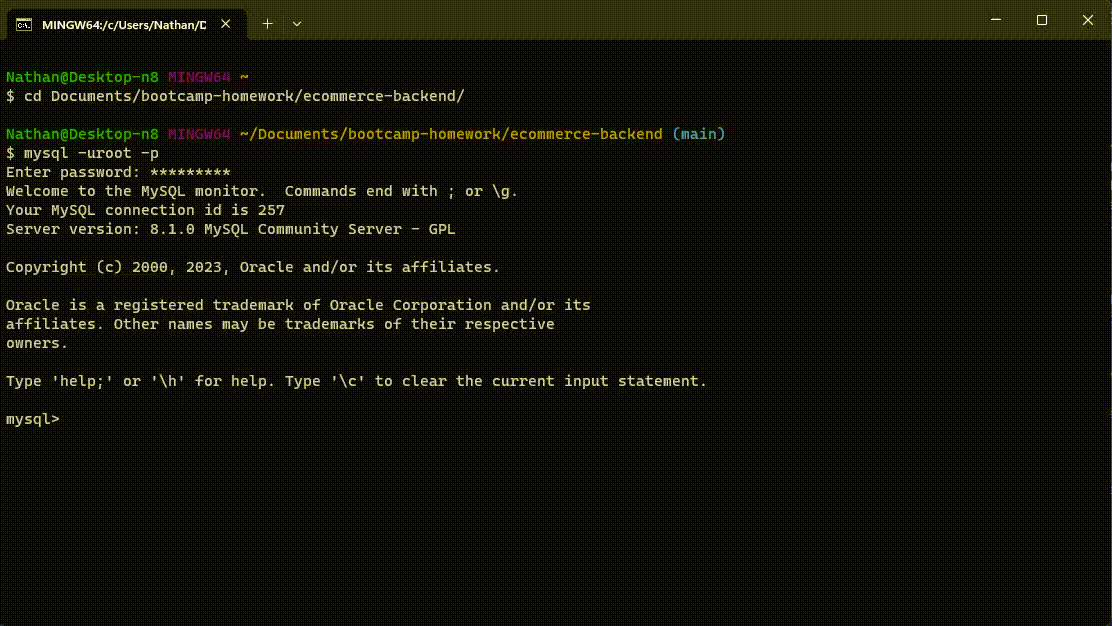 MINGW64:/c/Users/Nathan/D
Nathan@Desktop-n8 MINGW64 ~
$ cd Documents/bootcamp-homework/ecommerce-backend/
Nathan@Desktop-n8 MINGW64 ~/Documents/bootcamp-homework/ecommerce-backend (main)
$ mysql -uroot -p
Enter password: *********
Welcome to the MySQL monitor.  Commands end with ; or \g.
Your MySQL connection id is 257
Server version: 8.1.0 MySQL Community Server - GPL
Copyright (c) 2000, 2023, Oracle and/or its affiliates.
Oracle is a registered trademark of Oracle Corporation and/or its
affiliates. Other names may be trademarks of their respective
owners.
Type 'help;' or '\h' for help. Type '\c' to clear the current input statement.
mysql>